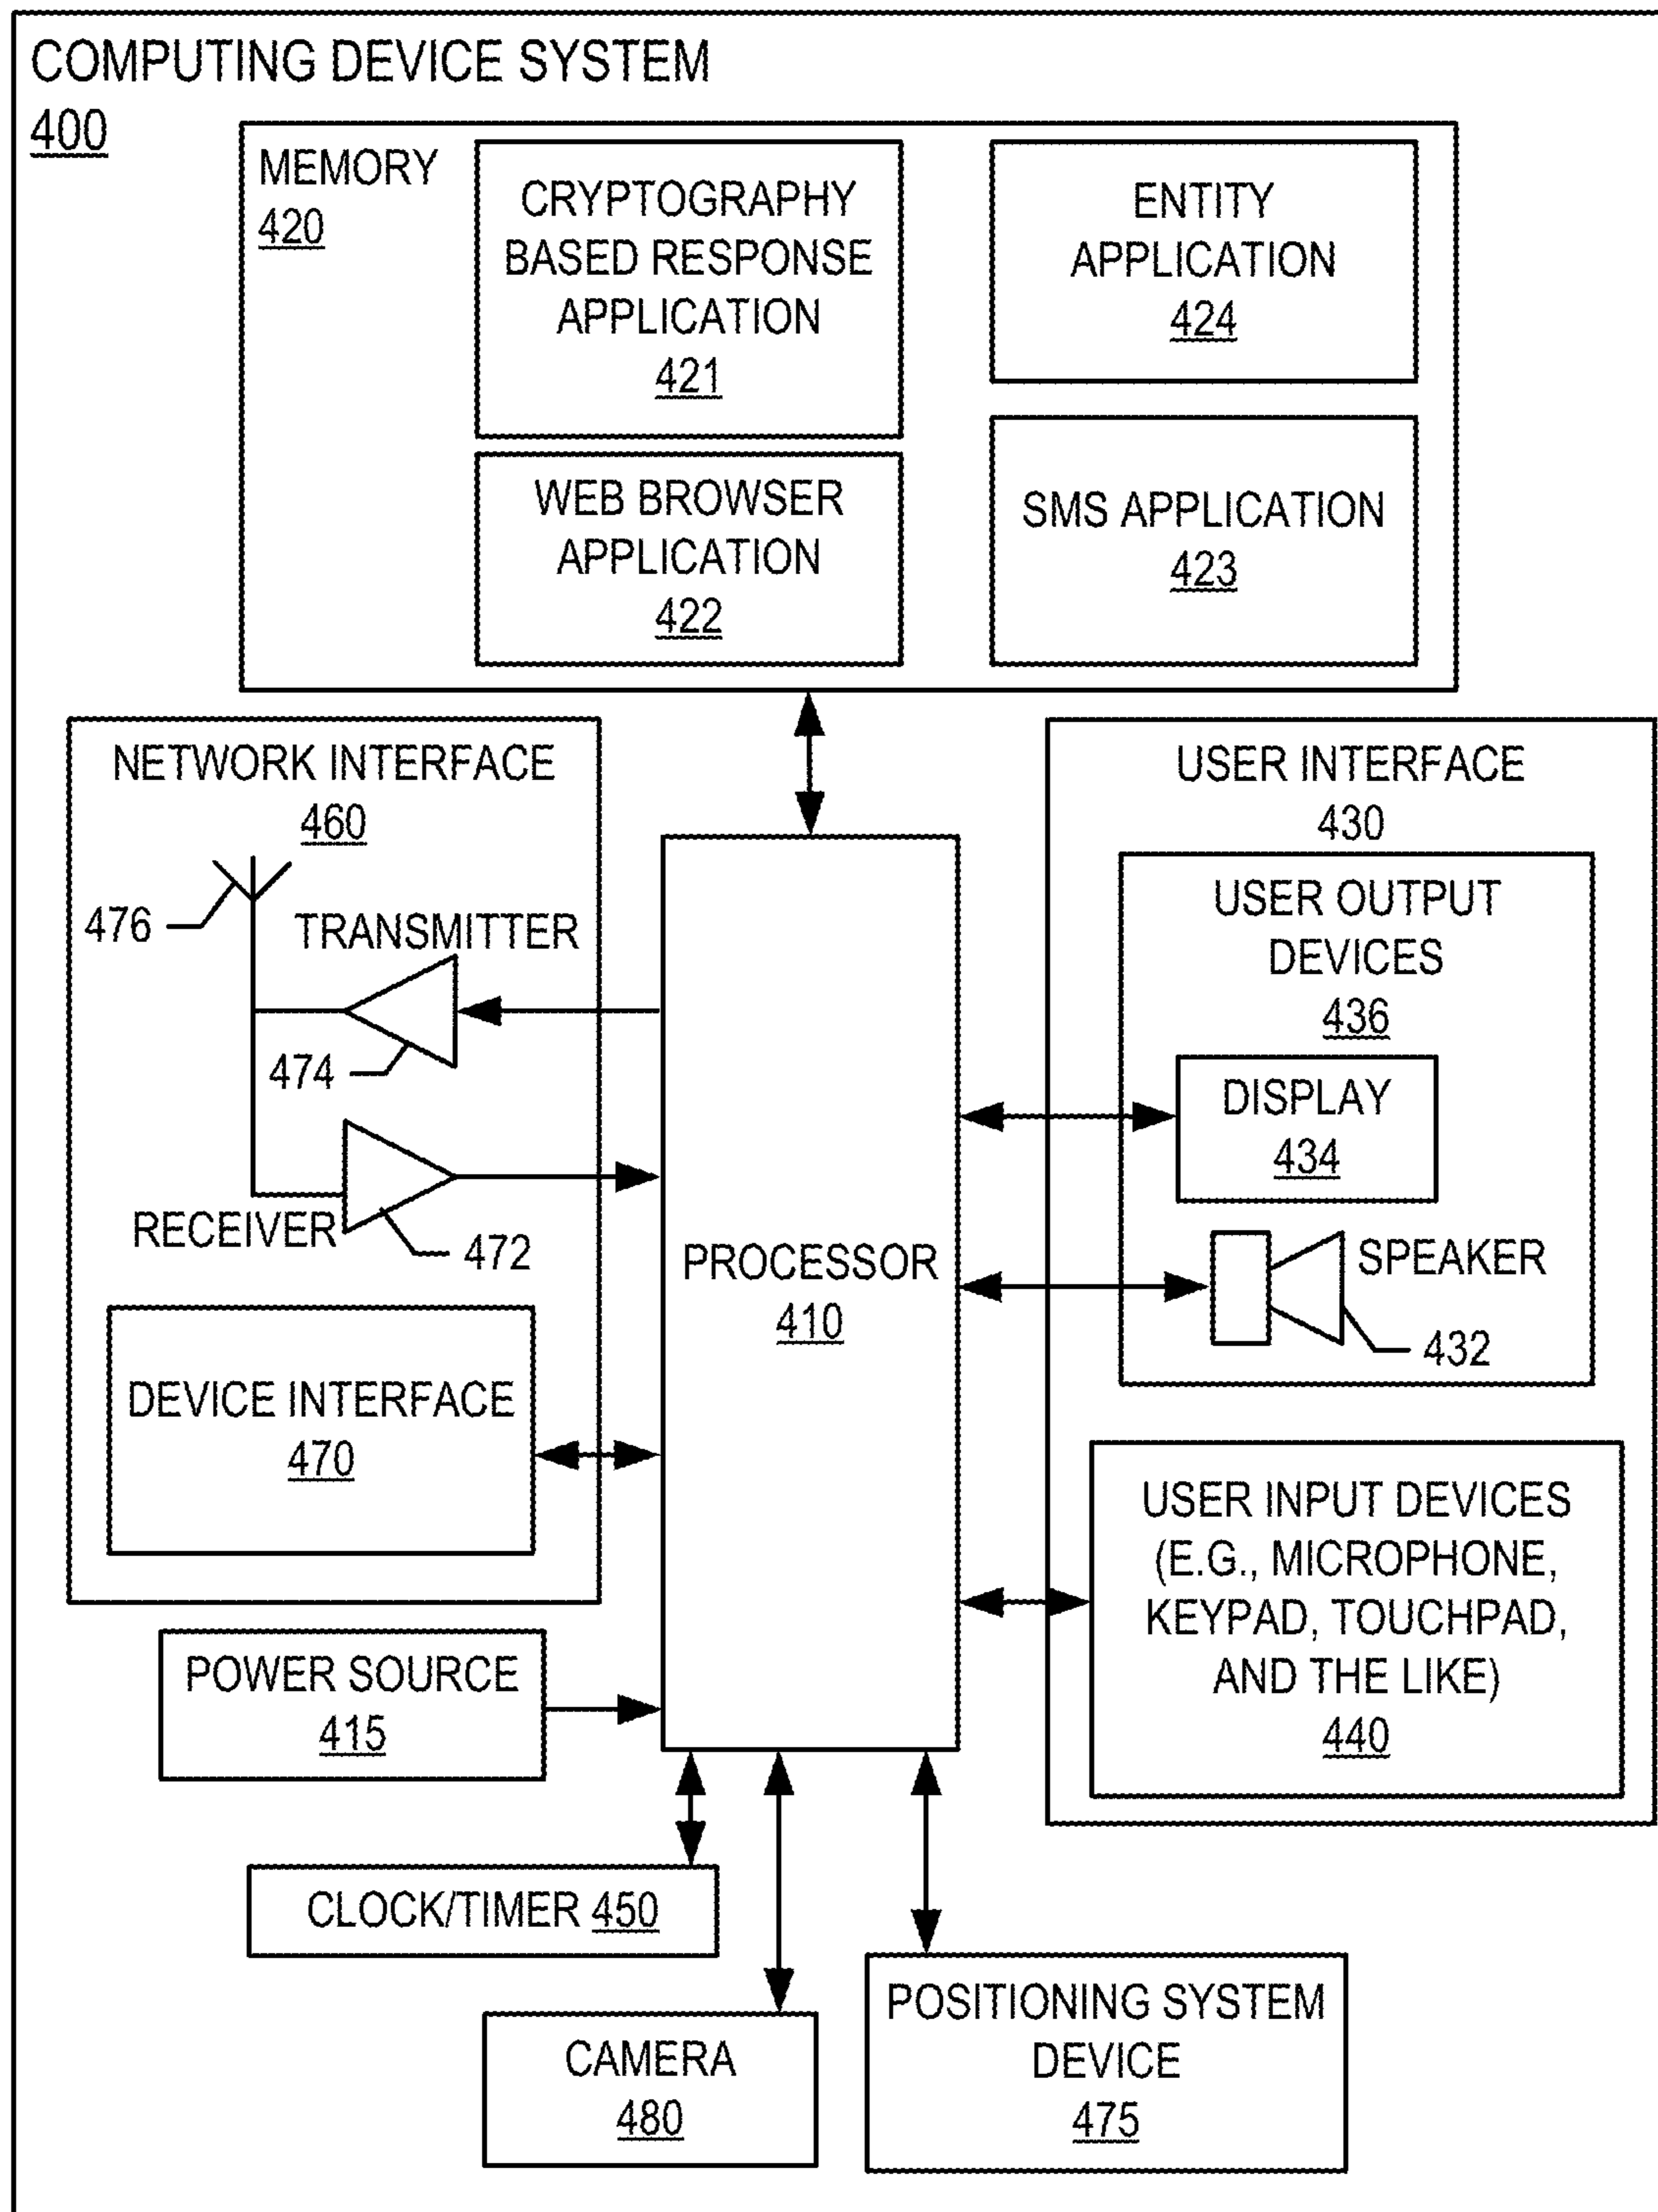 COMPUTING DEVICE SYSTEM
400
MEMORY
420
CRYPTOGRAPHY
BASED RESPONSE
APPLICATION
421
ENTITY
APPLICATION
424
WEB BROWSER
APPLICATION
422
SMS APPLICATION
423
NETWORK INTERFACE
460
476
TRANSMITTER
474
RECEIVER
472
DEVICE INTERFACE
470
PROCESSOR
410
USER INTERFACE
430
USER OUTPUT
DEVICES
436
DISPLAY
434
SPEAKER
432
USER INPUT DEVICES
(E.G., MICROPHONE,
KEYPAD, TOUCHPAD,
AND THE LIKE)
440
POWER SOURCE
415
CLOCK/TIMER 450
CAMERA
480
POSITIONING SYSTEM
DEVICE
475